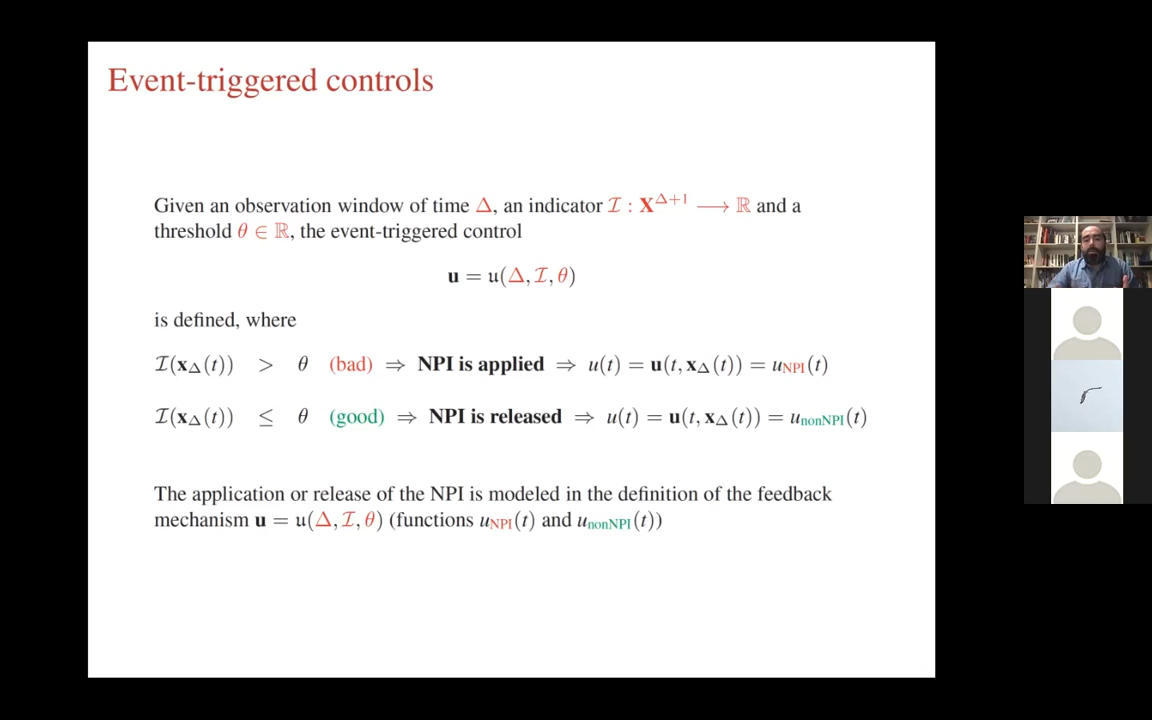 Event-triggered controls
Given an observation window of time Δ, an indicator ℐ : 𝐗^{Δ+1} ⟶ ℝ and a
threshold θ ∈ ℝ, the event-triggered control
𝐮 = 𝔲(Δ, ℐ, θ)
is defined, where
ℐ(𝐱_Δ(t)) > θ (bad) ⇒ NPI is applied ⇒ u(t) = 𝐮(t, 𝐱_Δ(t)) = u_NPI(t)
ℐ(𝐱_Δ(t)) ≤ θ (good) ⇒ NPI is released ⇒ u(t) = 𝐮(t, 𝐱_Δ(t)) = u_nonNPI(t)
The application or release of the NPI is modeled in the definition of the feedback
mechanism 𝐮 = 𝔲(Δ, ℐ, θ) (functions u_NPI(t) and u_nonNPI(t))